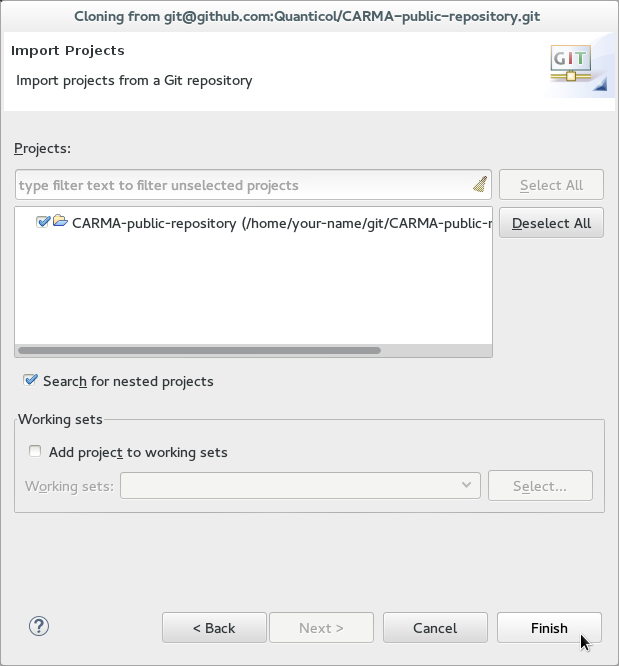 Cloning from git@github.com:Quanticol/CARMA-public-repository.git
Import Projects
Import projects from a Git repository
GIT
Projects:
type filter text to filter unselected projects
Select All
CARMA-public-repository (/home/your-name/git/CARMA-public-r
Deselect All
Search for nested projects
Working sets
Add project to working sets
Working sets:
Select...
?
< Back
Next >
Cancel
Finish